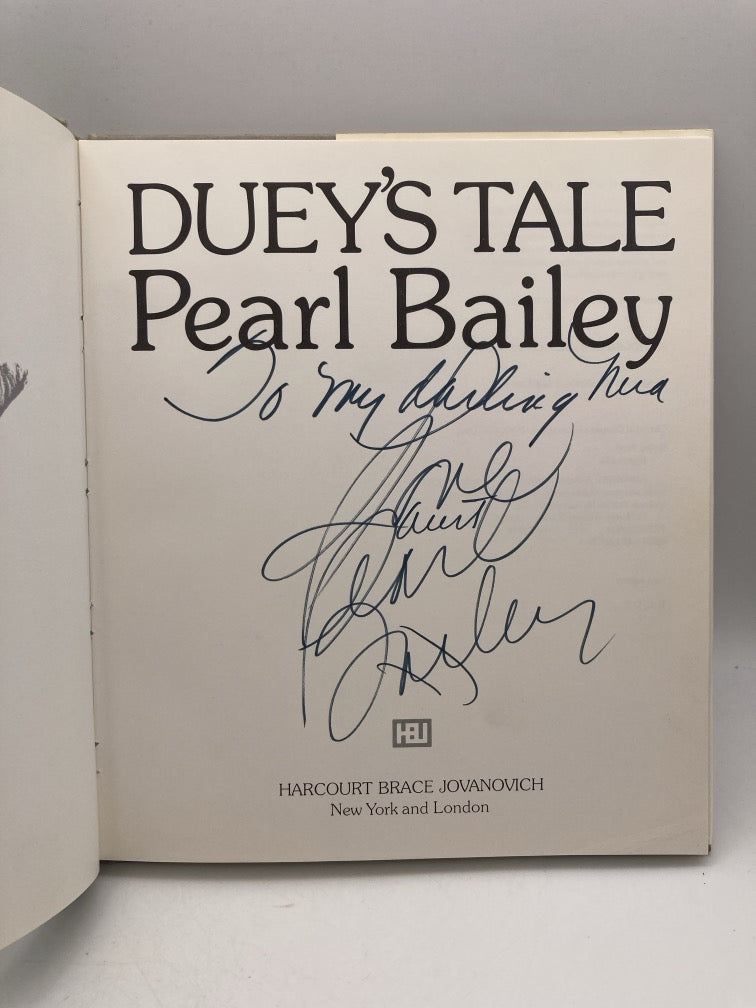 DUEY'S TALE
Pearl Bailey
To my darling Nina
Love
Aunt
Pearl
Bailey
HBJ
HARCOURT BRACE JOVANOVICH
New York and London